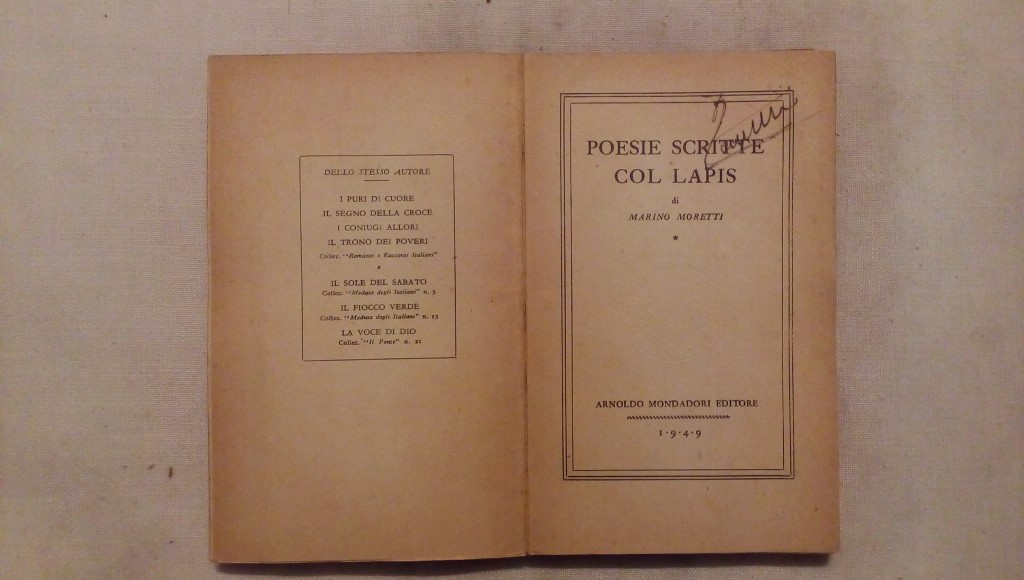 DELLO STESSO AUTORE
I PURI DI CUORE
IL SEGNO DELLA CROCE
I CONIUGI ALLORI
IL TRONO DEI POVERI
Collez. "Romanzi e Racconti Italiani"
*
IL SOLE DEL SABATO
Collez. "Medusa degli Italiani" n. 3
IL FIOCCO VERDE
Collez. "Medusa degli Italiani" n. 23
LA VOCE DI DIO
Collez. "Il Ponte" n. 21
POESIE SCRITTE
COL LAPIS
di
MARINO MORETTI
*
ARNOLDO MONDADORI EDITORE
1•9•4•9